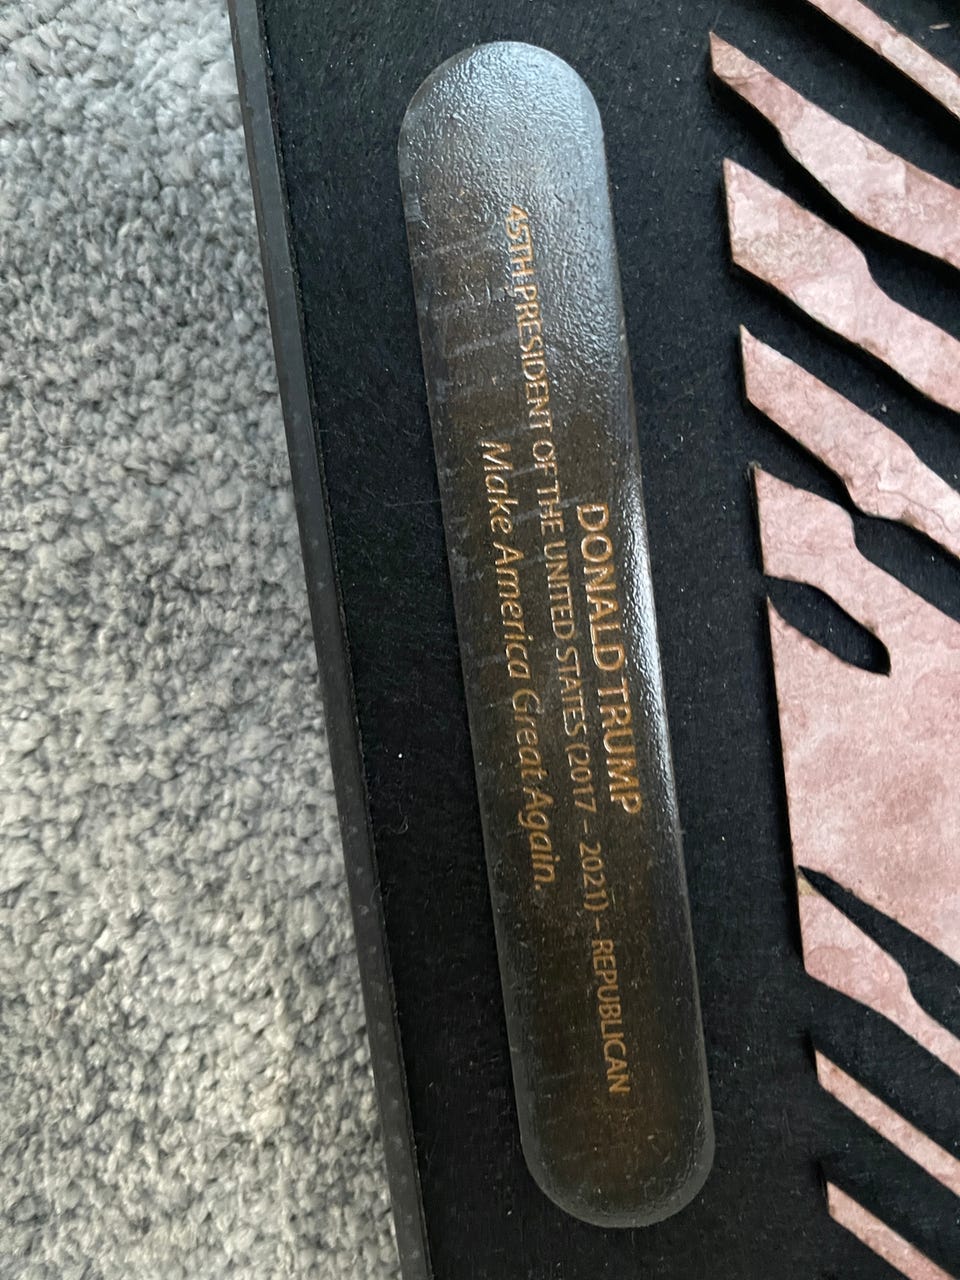 DONALD TRUMP
45TH PRESIDENT OF THE UNITED STATES (2017 – 2021) – REPUBLICAN
Make America Great Again.